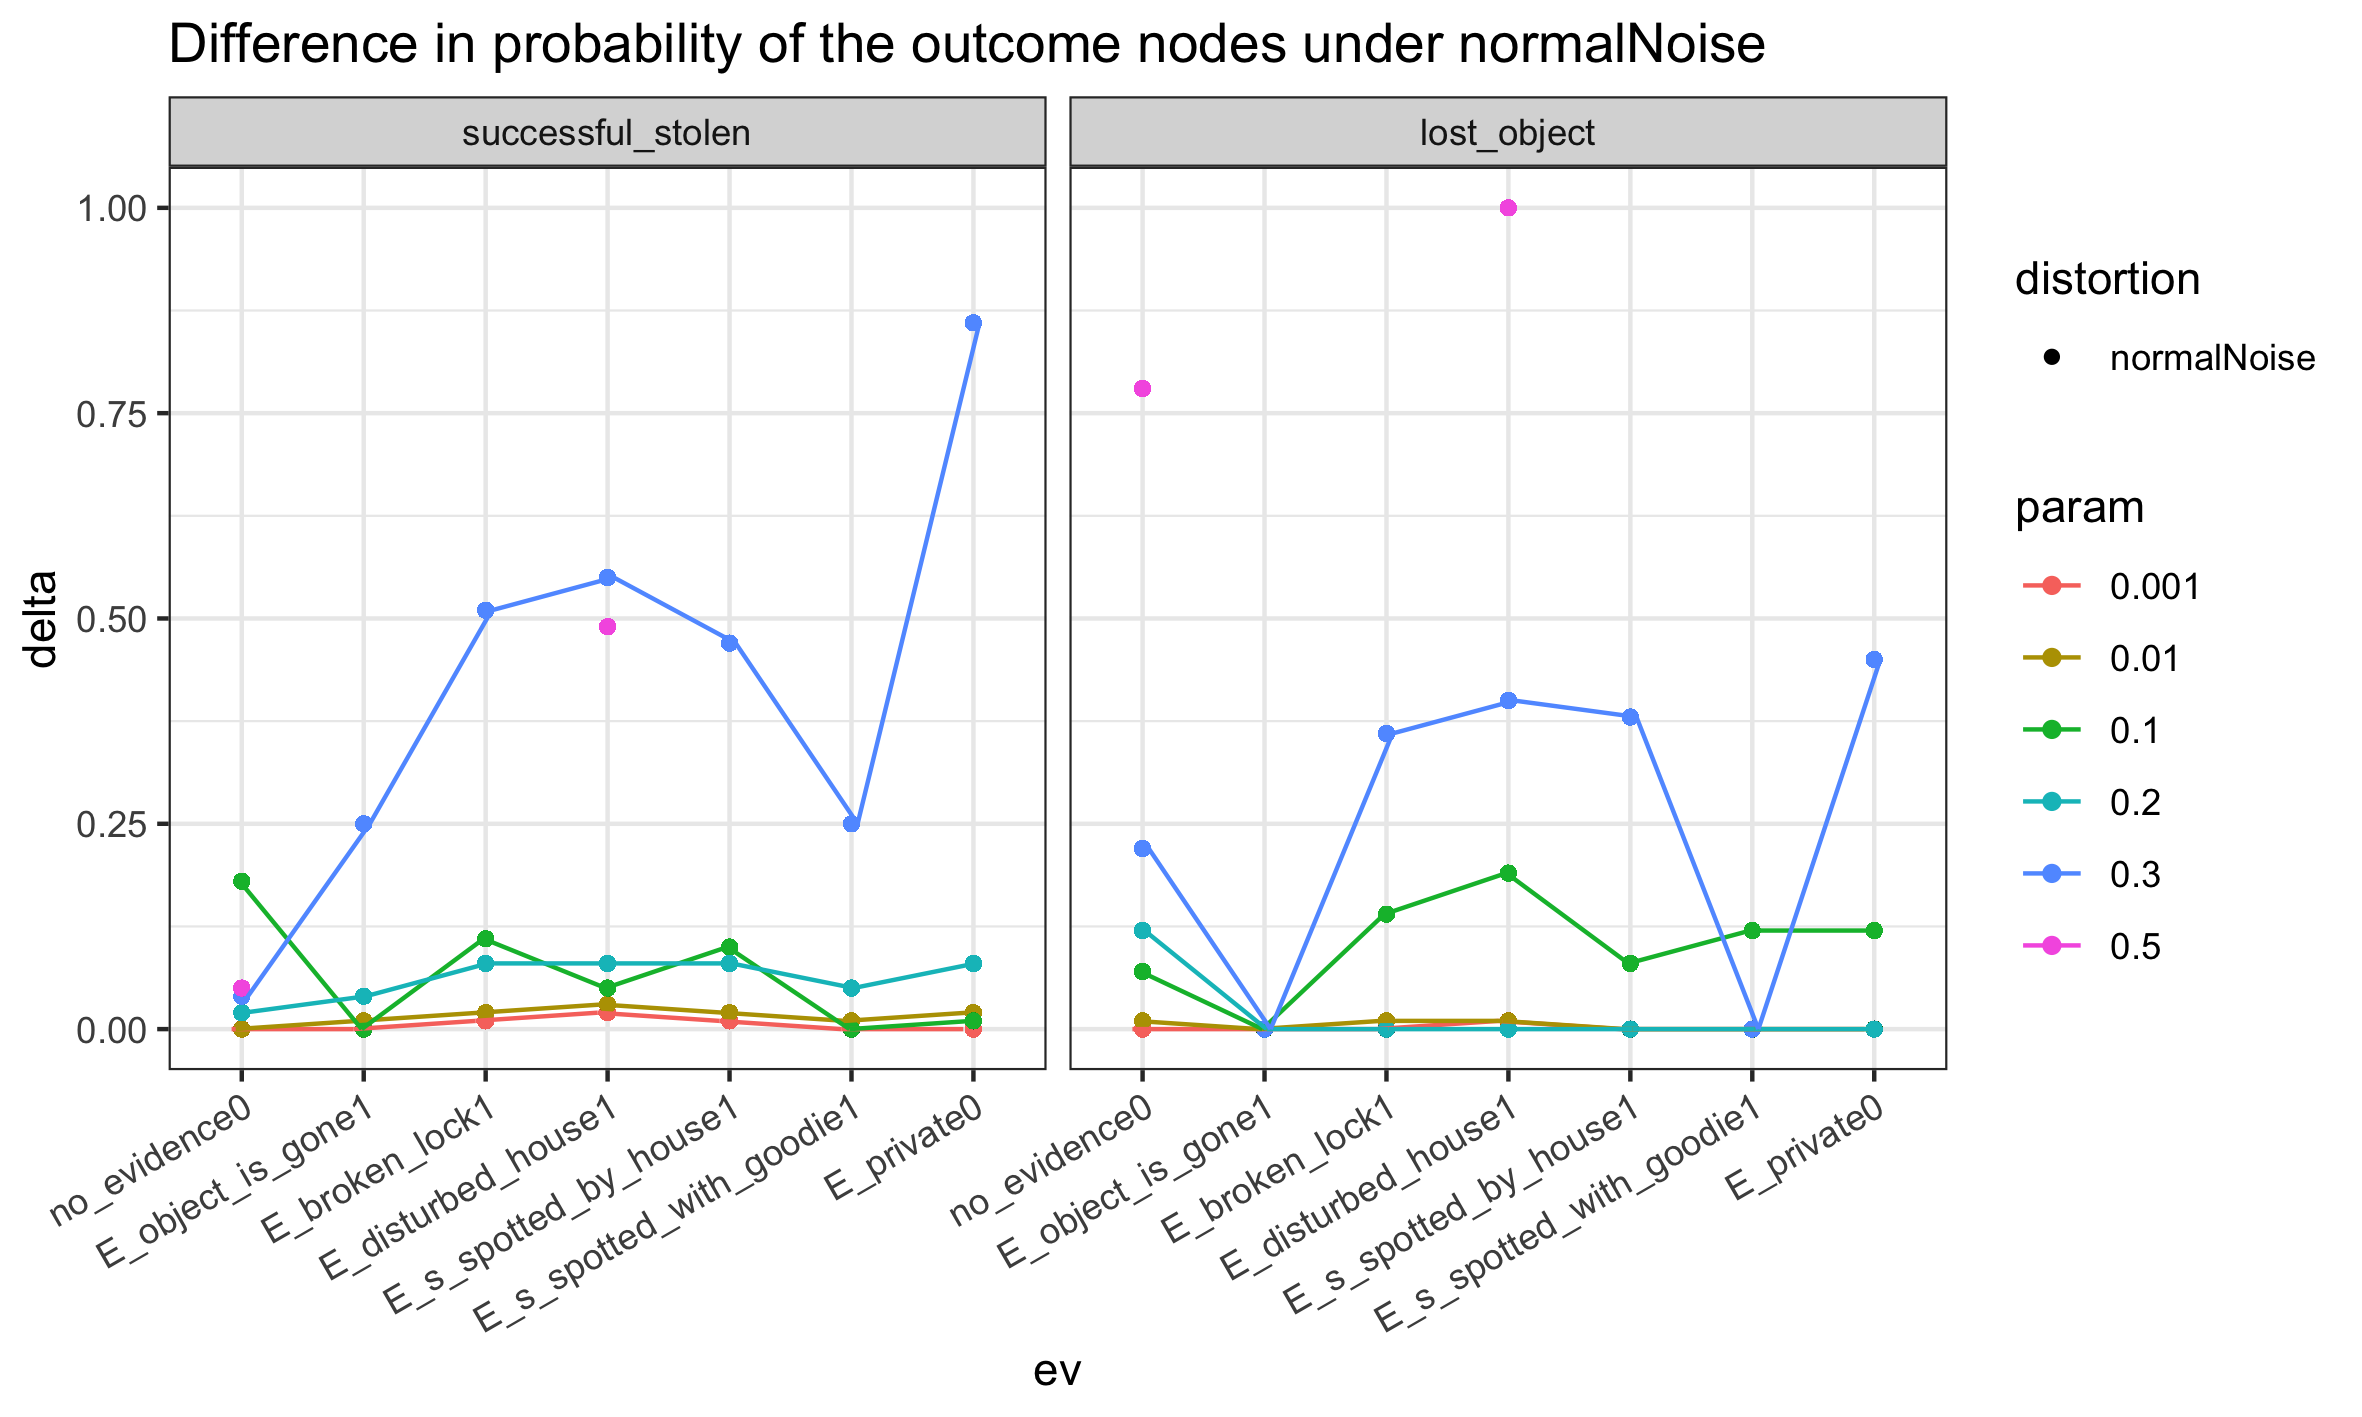 Difference in probability of the outcome nodes under normalNoise
successful_stolen
lost_object
1.00
0.75
0.50
0.25
0.00
delta
no_evidence0
E_object_is_gone1
E_broken_lock1
E_disturbed_house1
E_s_spotted_by_house1
E_s_spotted_with_goodie1
E_private0
no_evidence0
E_object_is_gone1
E_broken_lock1
E_disturbed_house1
E_s_spotted_by_house1
E_s_spotted_with_goodie1
E_private0
ev
distortion
normalNoise
param
0.001
0.01
0.1
0.2
0.3
0.5